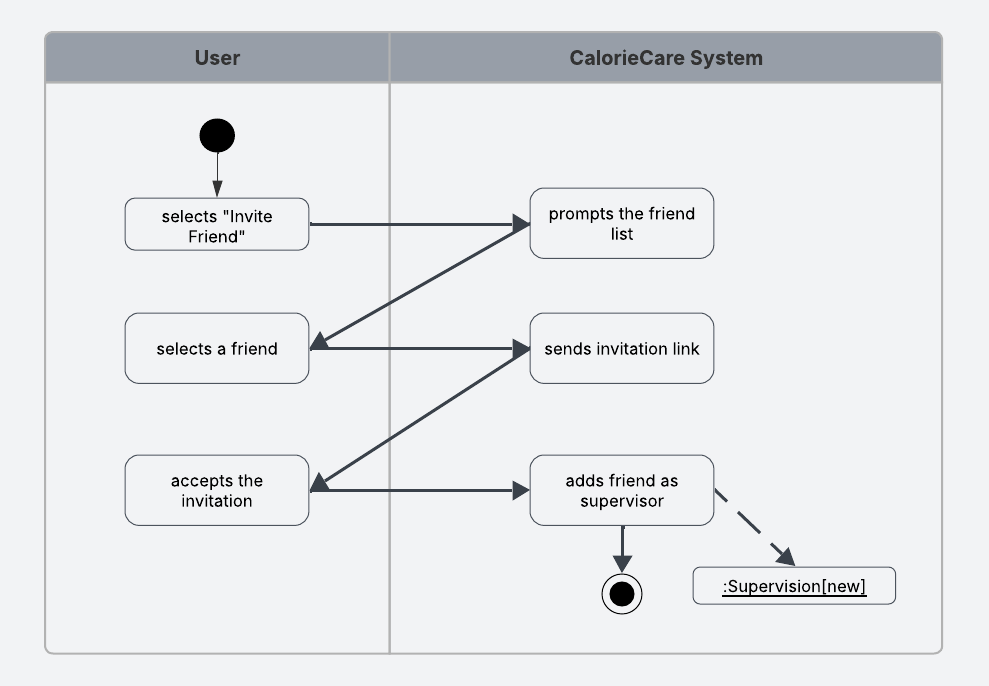 User
CalorieCare System
selects "Invite
Friend"
prompts the friend
list
selects a friend
sends invitation link
accepts the
invitation
adds friend as
supervisor
:Supervision[new]